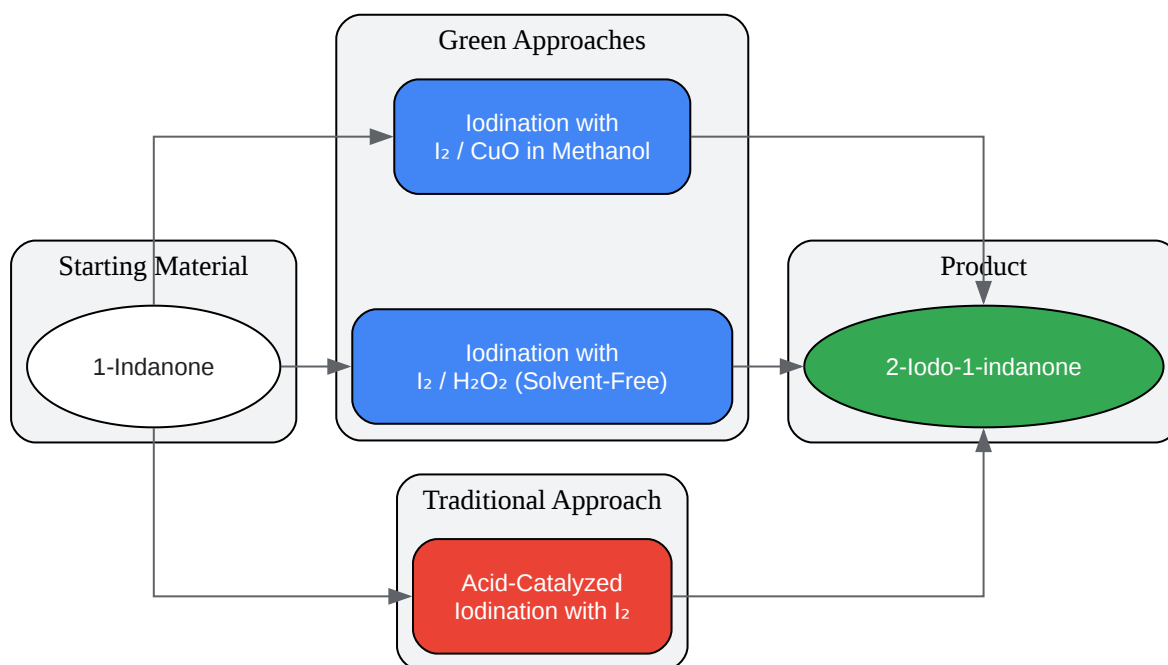 Green Approaches
Iodination with
I₂ / CuO in Methanol
Starting Material
1-Indanone
Iodination with
I₂ / H₂O₂ (Solvent-Free)
Product
2-Iodo-1-indanone
Traditional Approach
Acid-Catalyzed
Iodination with I₂